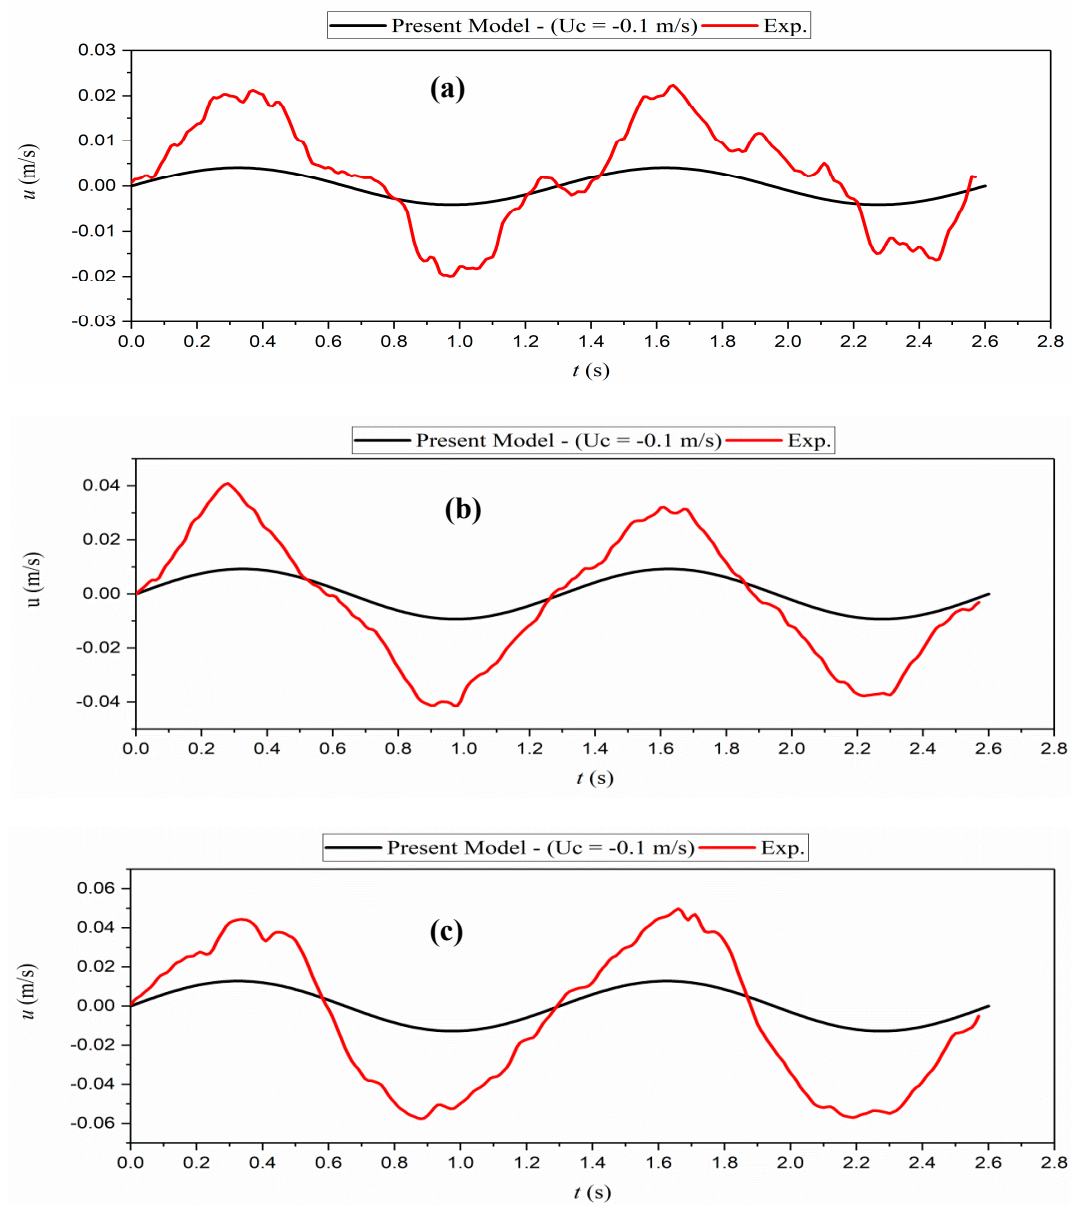 Present Model - (Uc = -0.1 m/s) Exp.
(a)
u (m/s)
0.03
0.02
0.01
0.00
-0.01
-0.02
-0.03
0.0 0.2 0.4 0.6 0.8 1.0 1.2 1.4 1.6 1.8 2.0 2.2 2.4 2.6 2.8
t (s)
Present Model - (Uc = -0.1 m/s) Exp.
(b)
u (m/s)
0.04
0.02
0.00
-0.02
-0.04
0.0 0.2 0.4 0.6 0.8 1.0 1.2 1.4 1.6 1.8 2.0 2.2 2.4 2.6 2.8
t (s)
Present Model - (Uc = -0.1 m/s) Exp.
(c)
u (m/s)
0.06
0.04
0.02
0.00
-0.02
-0.04
-0.06
0.0 0.2 0.4 0.6 0.8 1.0 1.2 1.4 1.6 1.8 2.0 2.2 2.4 2.6 2.8
t (s)